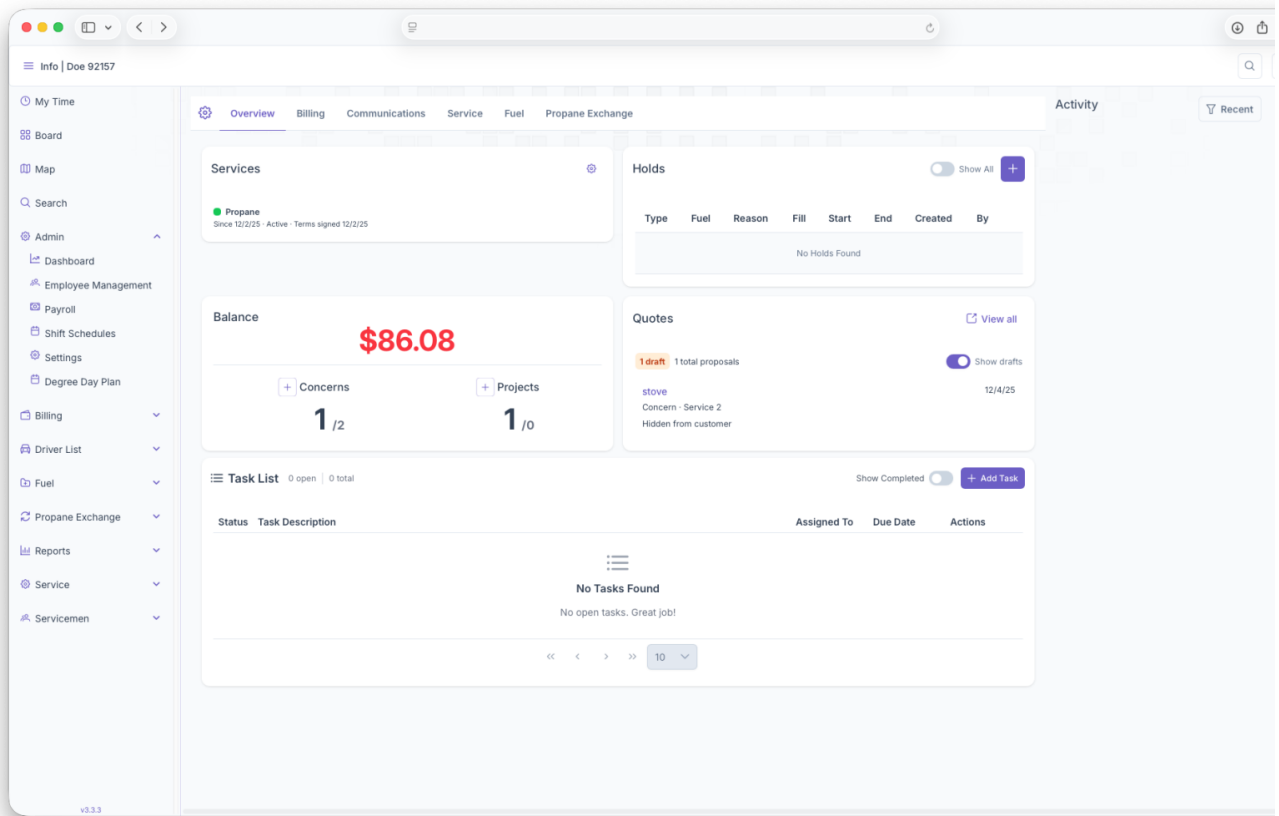 Info | Doe 92157
My Time
Board
Map
Search
Admin
Dashboard
Employee Management
Payroll
Shift Schedules
Settings
Degree Day Plan
Billing
Driver List
Fuel
Propane Exchange
Reports
Service
Servicemen
v3.3.3
Overview Billing Communications Service Fuel Propane Exchange
Services
Propane
Since 12/2/25 · Active · Terms signed 12/2/25
Holds
Show All
Type Fuel Reason Fill Start End Created By
No Holds Found
Balance
$86.08
Concerns
1 /2
Projects
1 /0
Quotes
View all
1 draft 1 total proposals
Show drafts
stove 12/4/25
Concern · Service 2
Hidden from customer
Task List 0 open | 0 total
Show Completed
+ Add Task
Status Task Description Assigned To Due Date Actions
No Tasks Found
No open tasks. Great job!
10
Activity
Recent